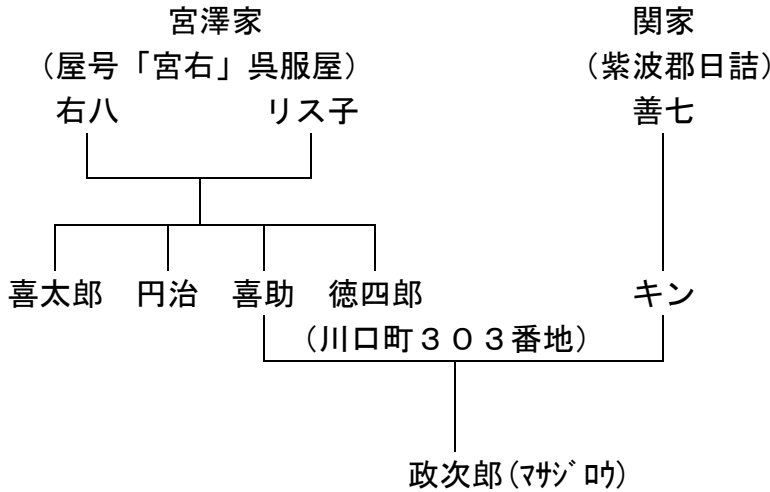 宮澤家 関家
(屋号「宮右」呉服屋) (紫波郡日詰)
右八 リス子 善七
喜太郎 円治 喜助 徳四郎 キン
(川口町303番地)
政次郎(マサジロウ)